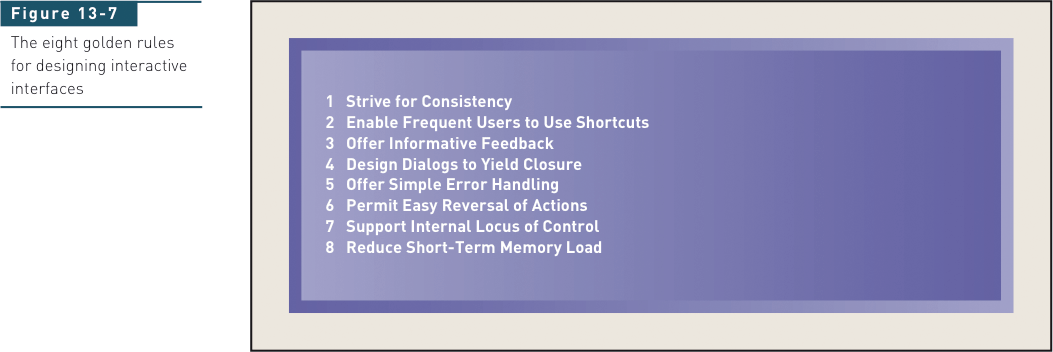 Figure 13-7
The eight golden rules
for designing interactive
interfaces
1 Strive for Consistency
2 Enable Frequent Users to Use Shortcuts
3 Offer Informative Feedback
4 Design Dialogs to Yield Closure
5 Offer Simple Error Handling
6 Permit Easy Reversal of Actions
7 Support Internal Locus of Control
8 Reduce Short-Term Memory Load